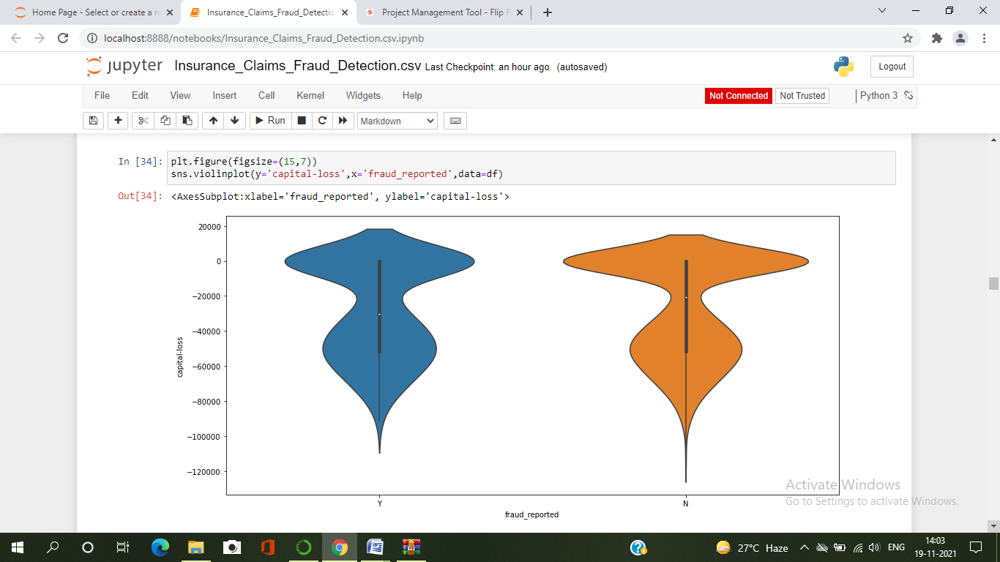 Home Page - Select or create a n
Insurance_Claims_Fraud_Detectio
Project Management Tool - Flip
localhost:8888/notebooks/Insurance_Claims_Fraud_Detection.csv.ipynb
jupyter Insurance_Claims_Fraud_Detection.csv Last Checkpoint: an hour ago (autosaved)
Logout
File Edit View Insert Cell Kernel Widgets Help
Not Connected Not Trusted Python 3
Run Markdown
In [34]: plt.figure(figsize=(15,7))
sns.violinplot(y='capital-loss',x='fraud_reported',data=df)
Out[34]: <AxesSubplot:xlabel='fraud_reported', ylabel='capital-loss'>
20000
0
−20000
−40000
−60000
−80000
−100000
−120000
capital-loss
Y N
fraud_reported
Activate Windows
Go to Settings to activate Windows.
27°C Haze ENG
14:03
19-11-2021